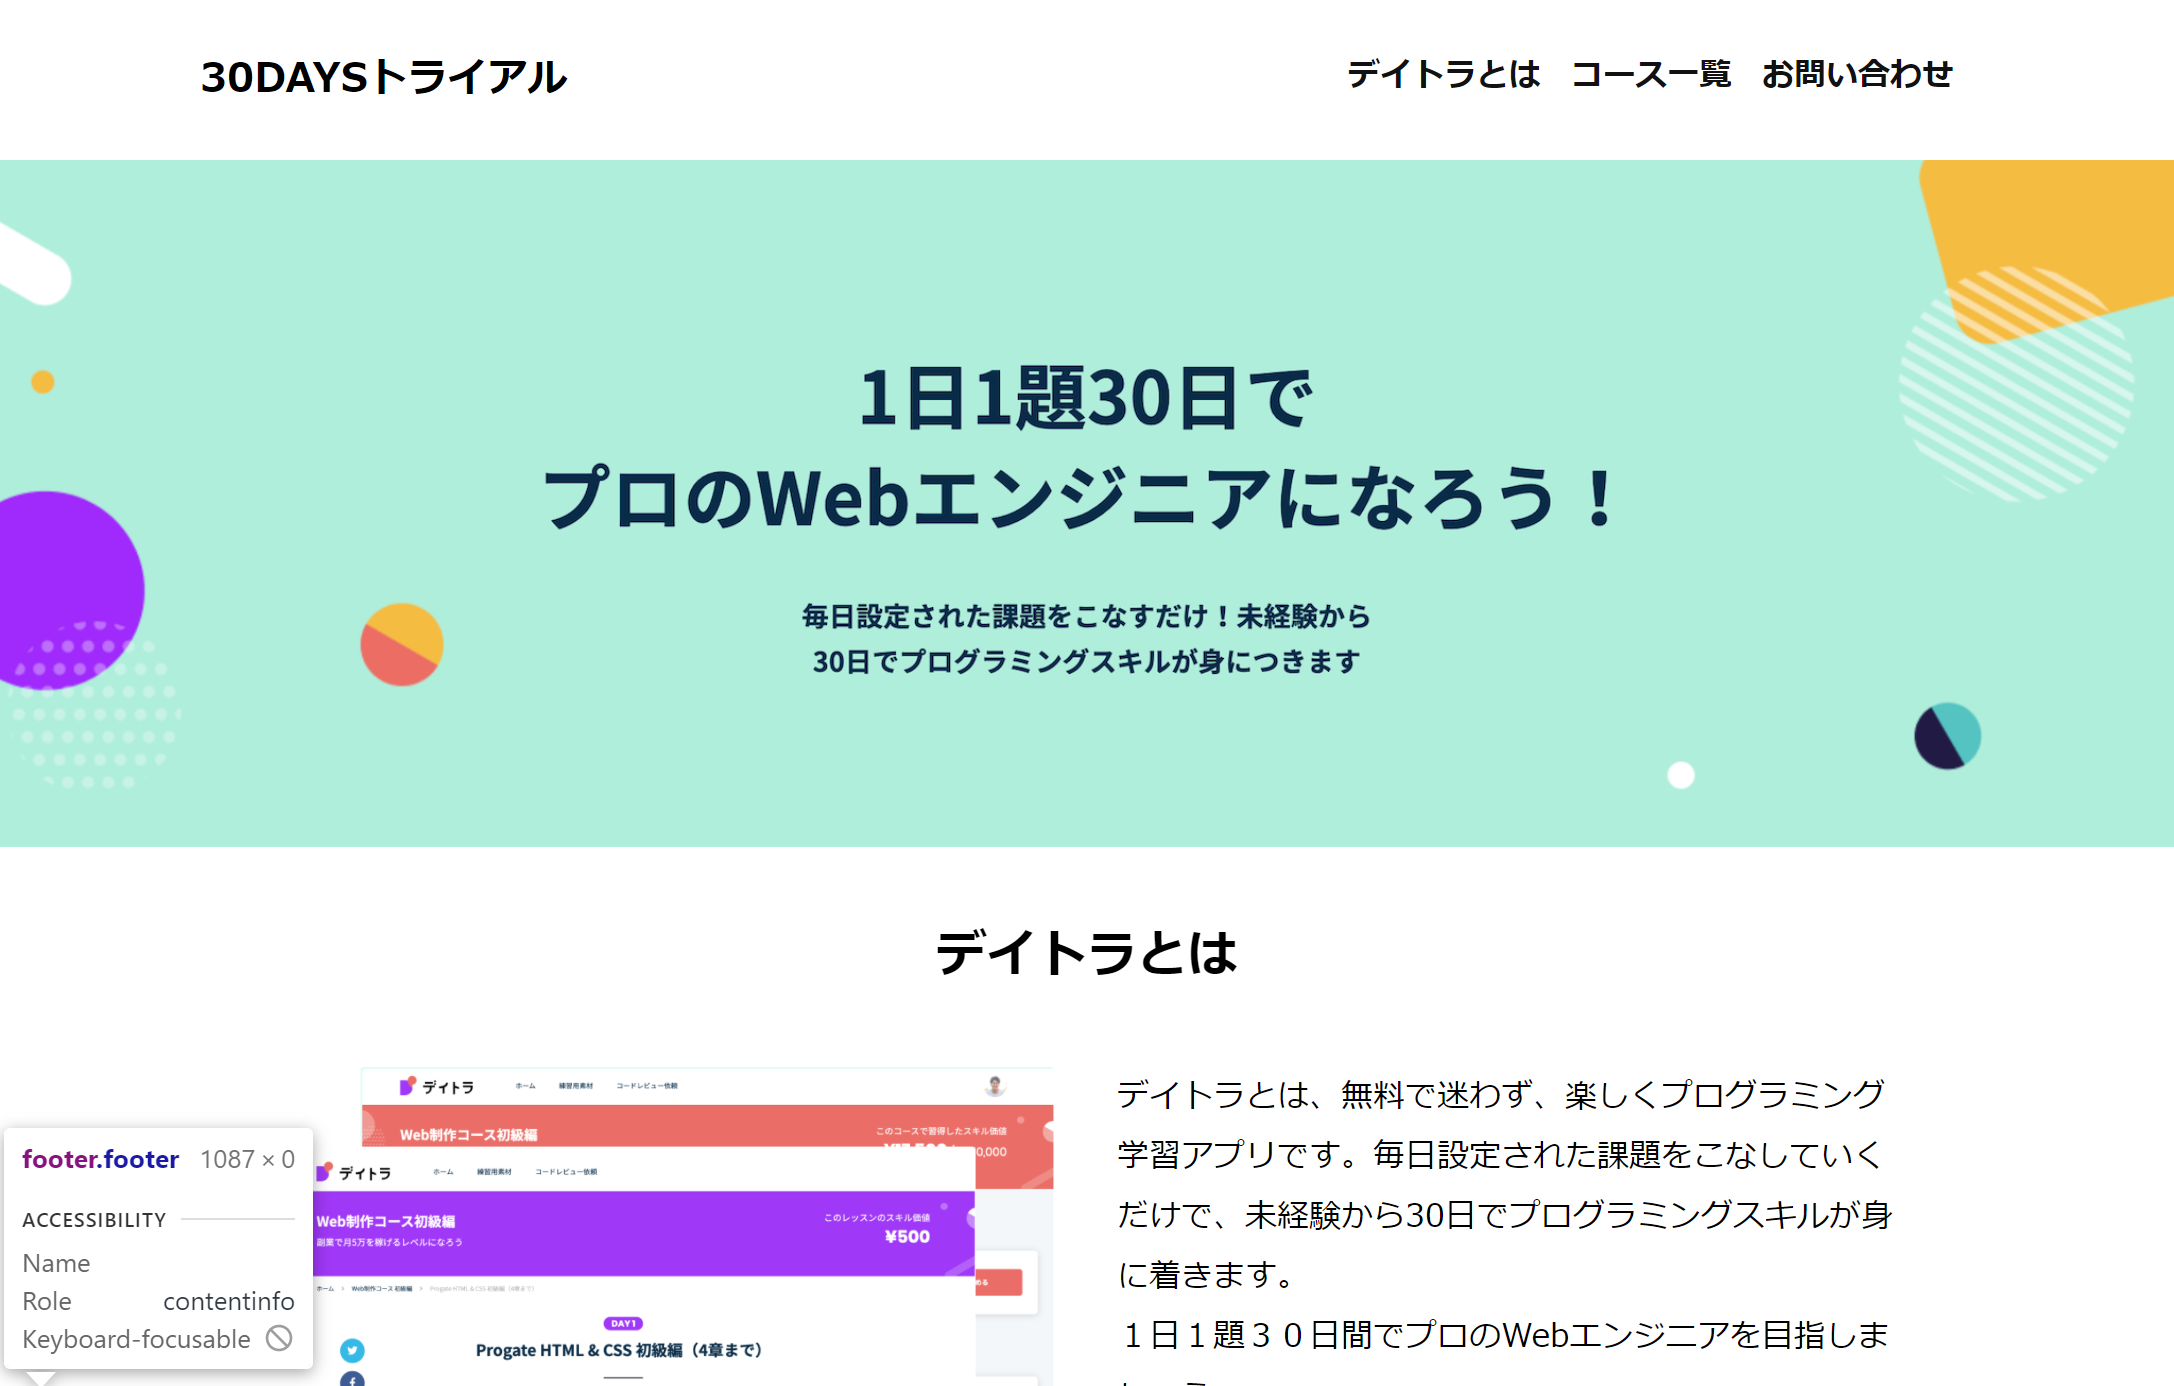 30DAYSトライアル
デイトラとは コース一覧 お問い合わせ
1日1題30日で
プロのWebエンジニアになろう！
毎日設定された課題をこなすだけ！未経験から
30日でプログラミングスキルが身につきます
デイトラとは
デイトラ ホーム 練習用素材 コードレビュー依頼
Web制作コース初級編
このコースで習得したスキル価値
デイトラ ホーム 練習用素材 コードレビュー依頼
Web制作コース初級編
副業で月5万を稼げるレベルになろう
このレッスンのスキル価値
¥500
ホーム > Web制作コース 初級編 > Progate HTML & CSS 初級編（4章まで）
DAY1
Progate HTML & CSS 初級編（4章まで）
デイトラとは、無料で迷わず、楽しくプログラミング
学習アプリです。毎日設定された課題をこなしていく
だけで、未経験から30日でプログラミングスキルが身
に着きます。
１日１題３０日間でプロのWebエンジニアを目指しま
footer.footer 1087 × 0
ACCESSIBILITY
Name
Role contentinfo
Keyboard-focusable